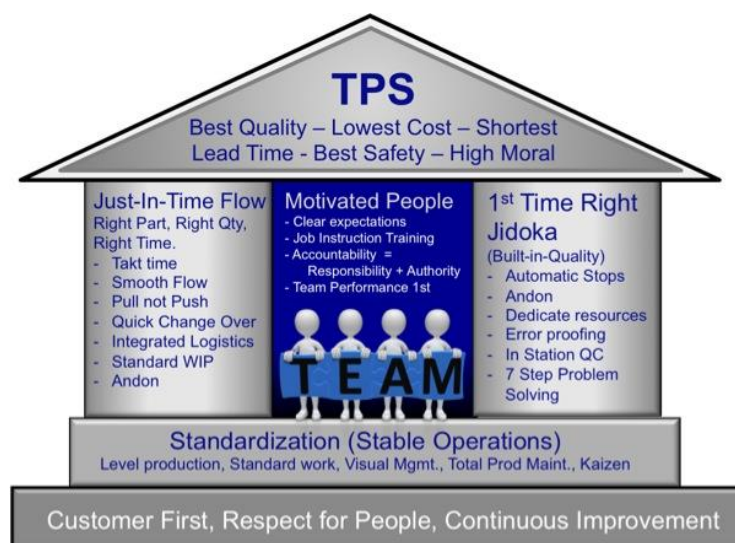 TPS
Best Quality – Lowest Cost – Shortest
Lead Time - Best Safety – High Moral
Just-In-Time Flow
Right Part, Right Qty,
Right Time.
- Takt time
- Smooth Flow
- Pull not Push
- Quick Change Over
- Integrated Logistics
- Standard WIP
- Andon
Motivated People
- Clear expectations
- Job Instruction Training
- Accountability =
Responsibility + Authority
- Team Performance 1st
TEAM
1st Time Right
Jidoka
(Built-in-Quality)
- Automatic Stops
- Andon
- Dedicate resources
- Error proofing
- In Station QC
- 7 Step Problem
Solving
Standardization (Stable Operations)
Level production, Standard work, Visual Mgmt., Total Prod Maint., Kaizen
Customer First, Respect for People, Continuous Improvement